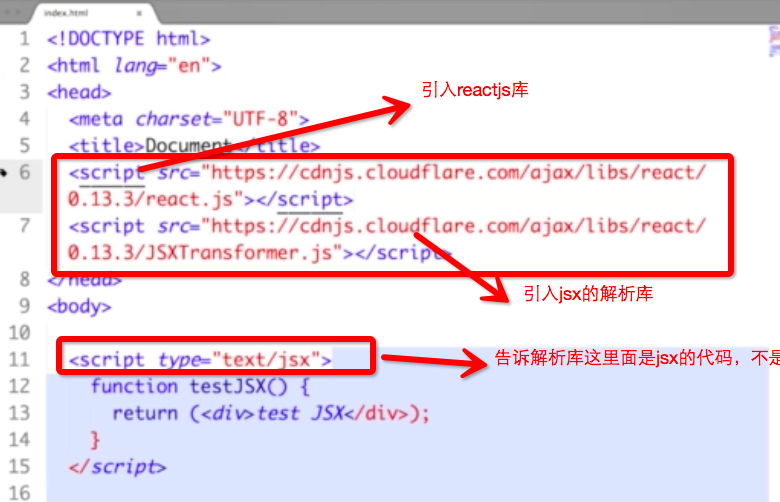 index.html ×
1 <!DOCTYPE html>
2 <html lang="en">
引入reactjs库
3 <head>
4 <meta charset="UTF-8">
5 <title>Document</title>
6 <script src="https://cdnjs.cloudflare.com/ajax/libs/react/
0.13.3/react.js"></script>
7 <script src="https://cdnjs.cloudflare.com/ajax/libs/react/
0.13.3/JSXTransformer.js"></script>
8 </head>
引入jsx的解析库
9 <body>
10
11 <script type="text/jsx">
告诉解析库这里面是jsx的代码，不是
12 function testJSX() {
13 return (<div>test JSX</div>);
14 }
15 </script>
16